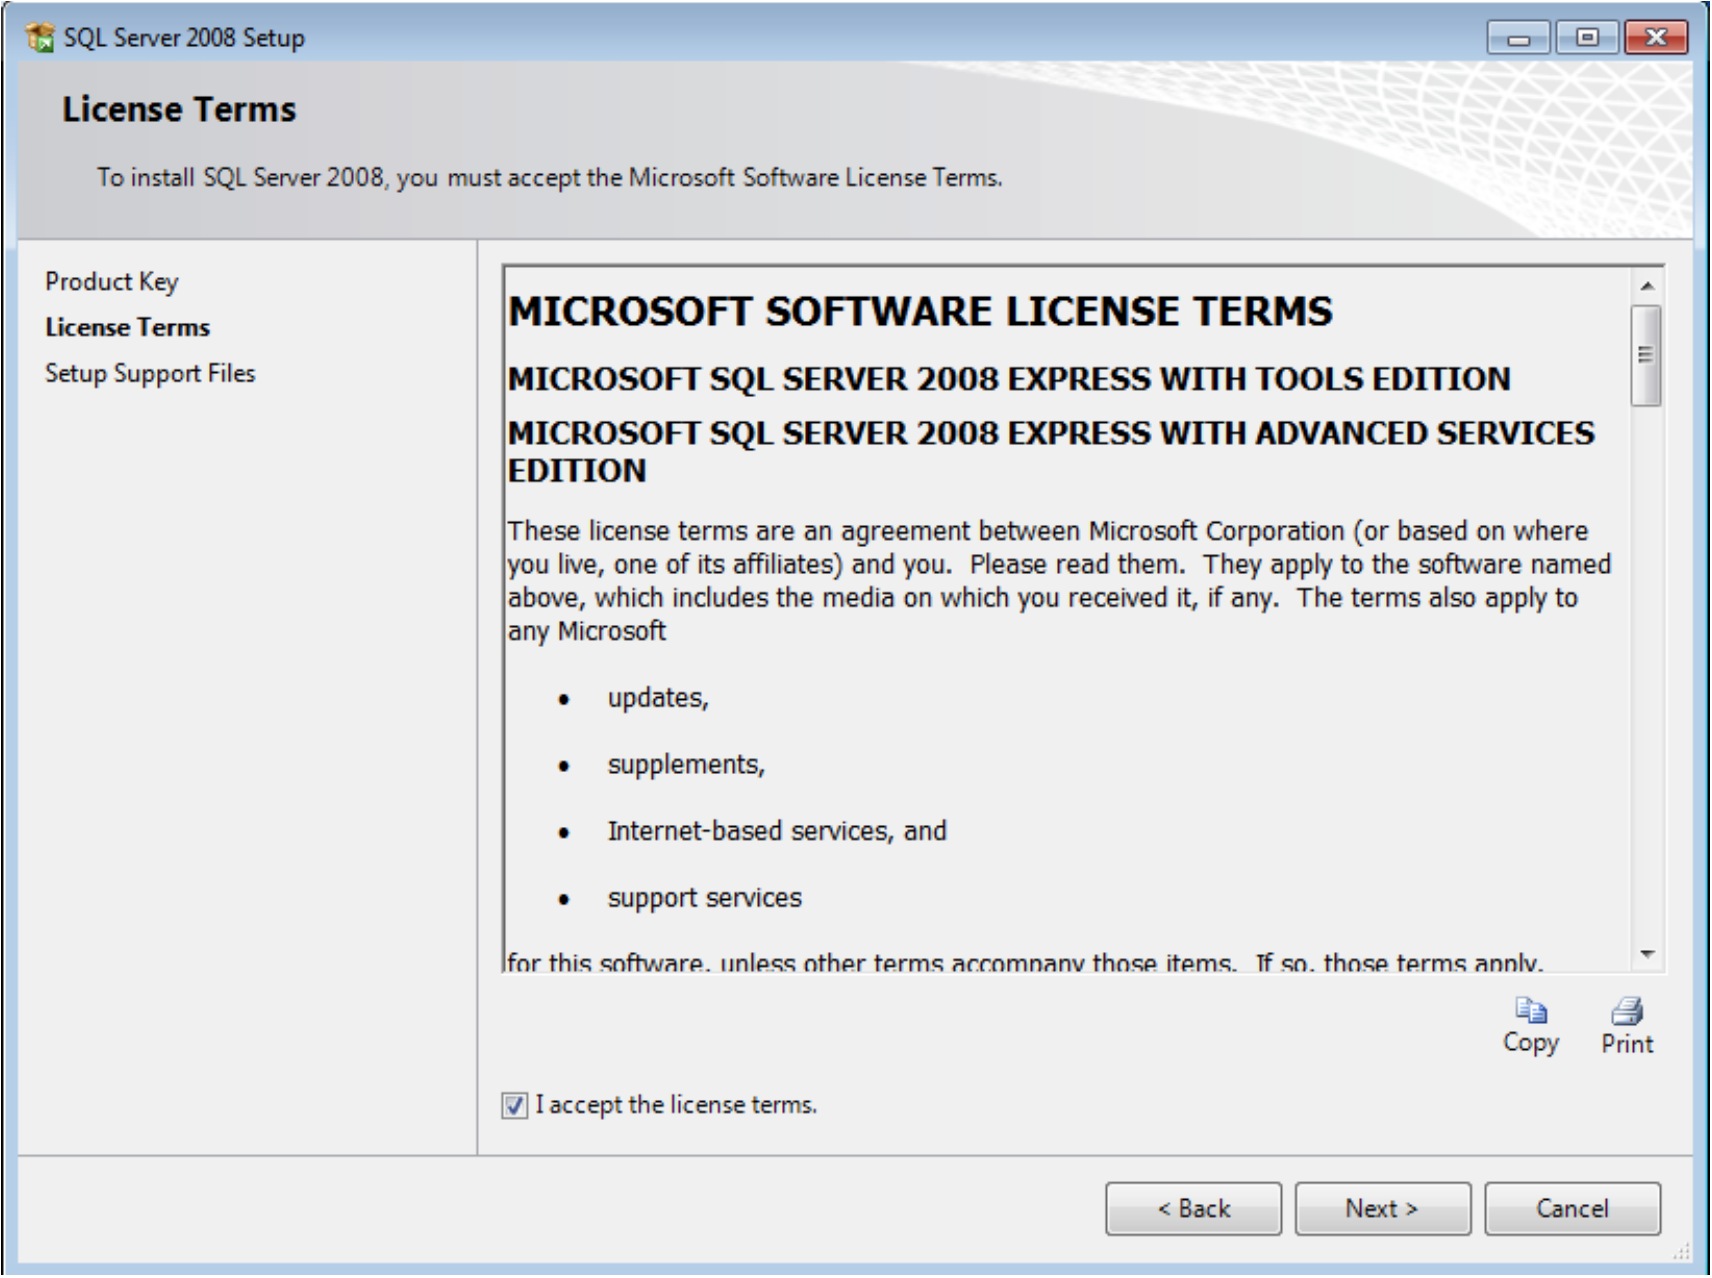 SQL Server 2008 Setup
License Terms
To install SQL Server 2008, you must accept the Microsoft Software License Terms.
Product Key
License Terms
Setup Support Files
MICROSOFT SOFTWARE LICENSE TERMS
MICROSOFT SQL SERVER 2008 EXPRESS WITH TOOLS EDITION
MICROSOFT SQL SERVER 2008 EXPRESS WITH ADVANCED SERVICES
EDITION
These license terms are an agreement between Microsoft Corporation (or based on where
you live, one of its affiliates) and you.  Please read them.  They apply to the software named
above, which includes the media on which you received it, if any.  The terms also apply to
any Microsoft
• updates,
• supplements,
• Internet-based services, and
• support services
for this software, unless other terms accompany those items.  If so, those terms apply.
Copy
Print
I accept the license terms.
< Back
Next >
Cancel